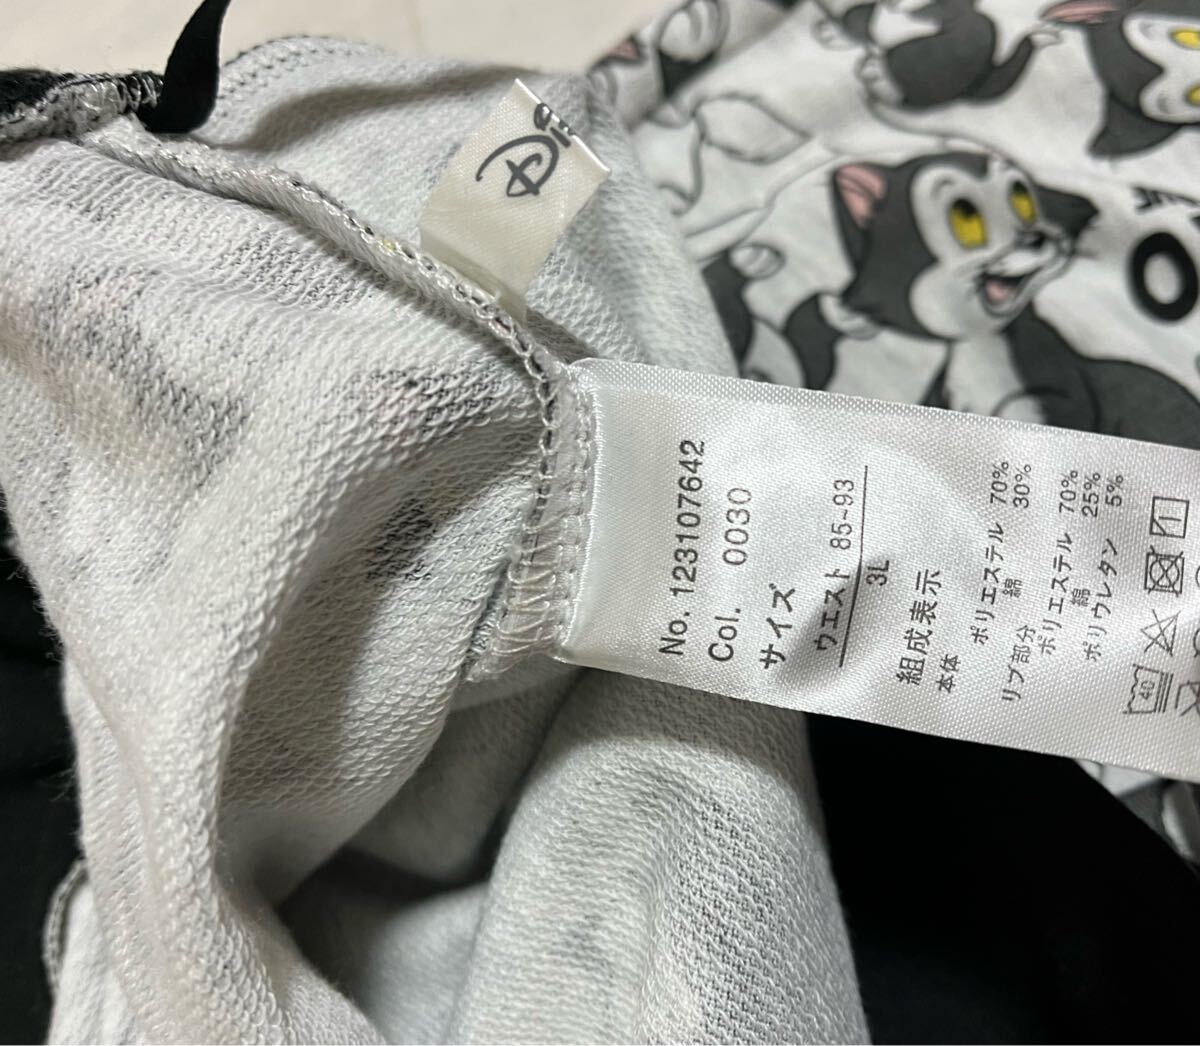 Di
No. 123107642
Col. 0030
サイズ
ウエスト 85~93
3L
組成表示
本体
ポリエステル 70%
綿 30%
リブ部分
ポリエステル 70%
綿 25%
ポリウレタン 5%
40